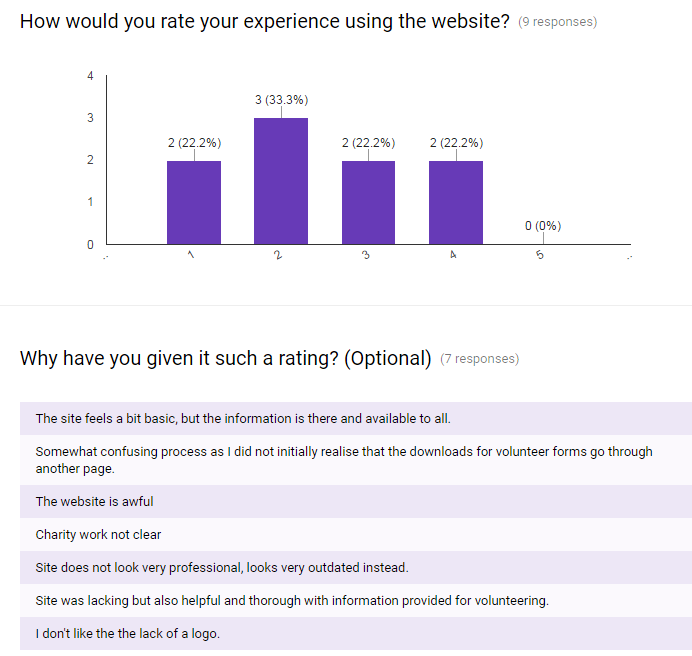 How would you rate your experience using the website? (9 responses)
4
3
2
1
0
2 (22.2%)
3 (33.3%)
2 (22.2%)
2 (22.2%)
0 (0%)
..
1
2
3
4
5
..
Why have you given it such a rating? (Optional) (7 responses)
The site feels a bit basic, but the information is there and available to all.
Somewhat confusing process as I did not initially realise that the downloads for volunteer forms go through
another page.
The website is awful
Charity work not clear
Site does not look very professional, looks very outdated instead.
Site was lacking but also helpful and thorough with information provided for volunteering.
I don't like the the lack of a logo.